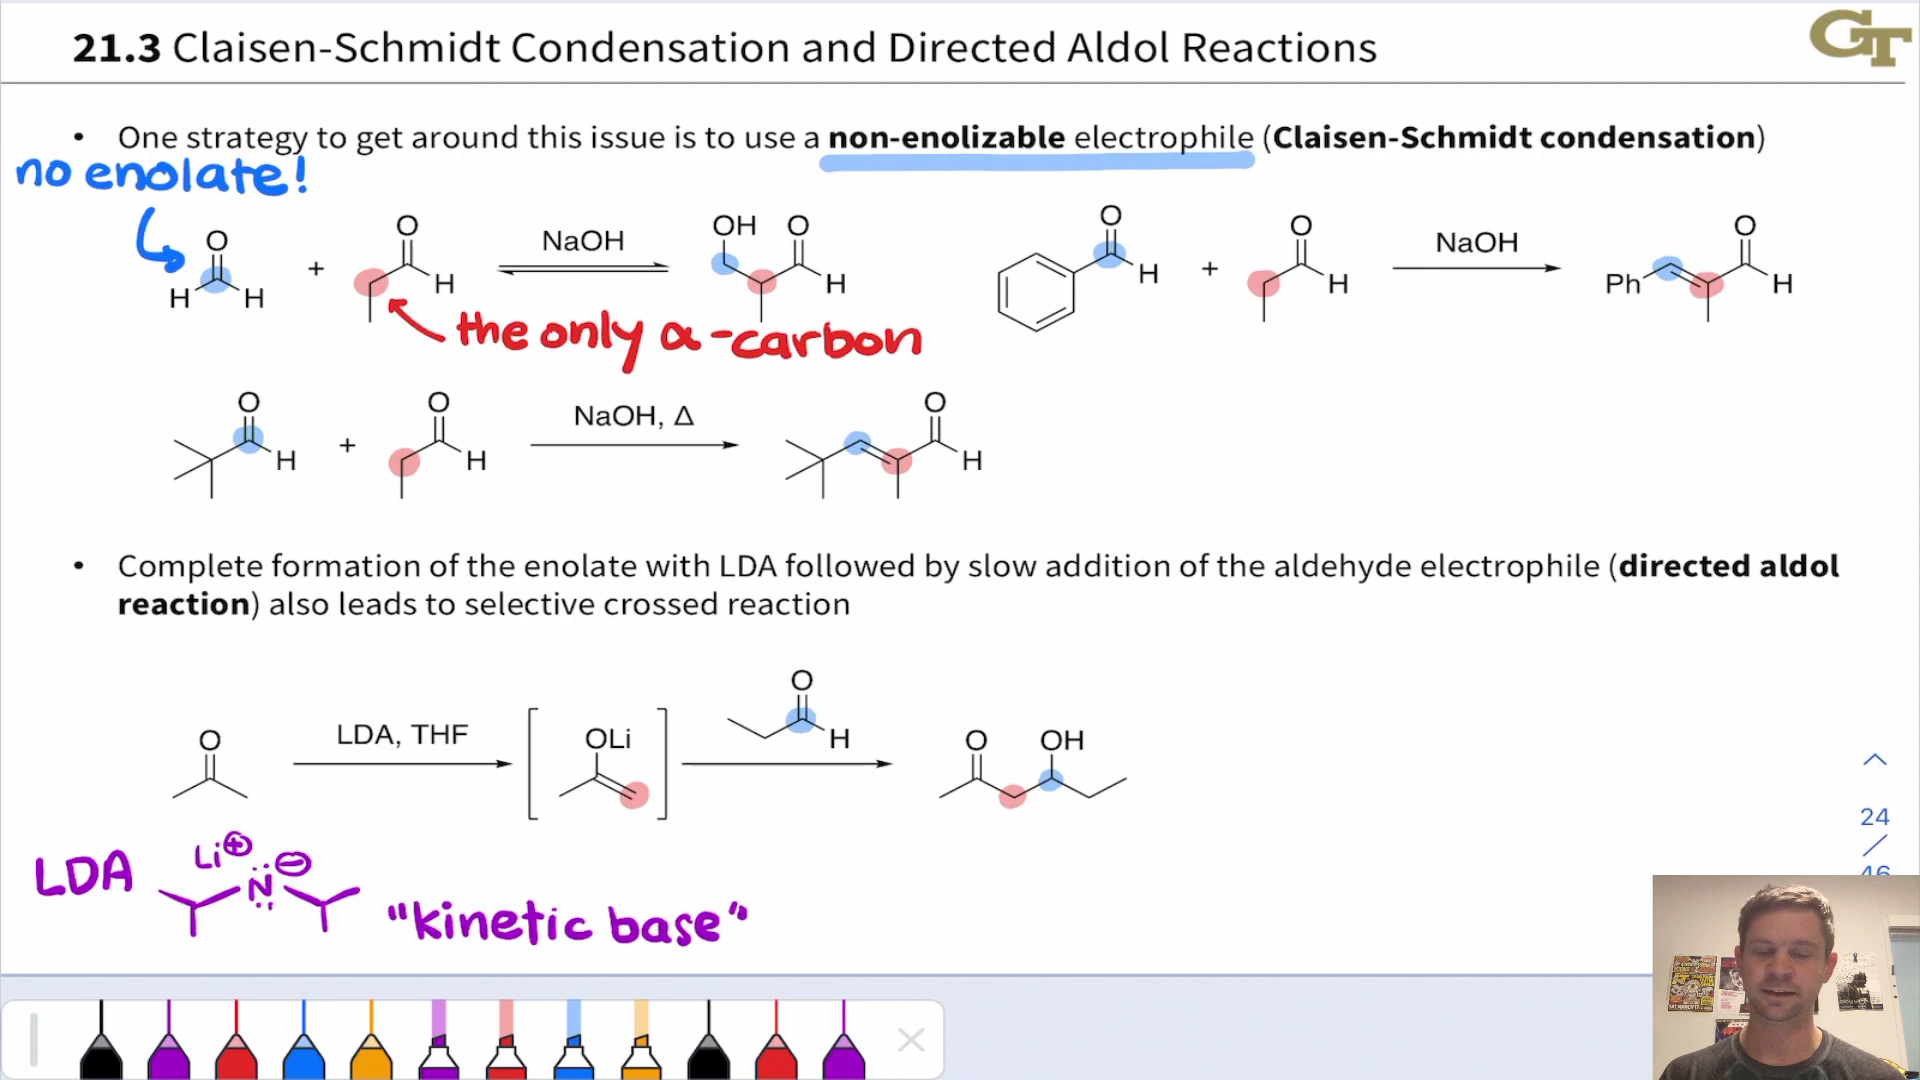 21.3 Claisen-Schmidt Condensation and Directed Aldol Reactions
GT
• One strategy to get around this issue is to use a non-enolizable electrophile (Claisen-Schmidt condensation)
no enolate!
O
H H
+
O
H
NaOH
OH O
H
O
H
+
O
H
NaOH
Ph
O
H
the only α-carbon
O
H
+
O
H
NaOH, Δ
O
H
• Complete formation of the enolate with LDA followed by slow addition of the aldehyde electrophile (directed aldol
reaction) also leads to selective crossed reaction
O
LDA, THF
OLi
O
H
O OH
LDA
Li⊕
N ⊖
"kinetic base"
24
/
46